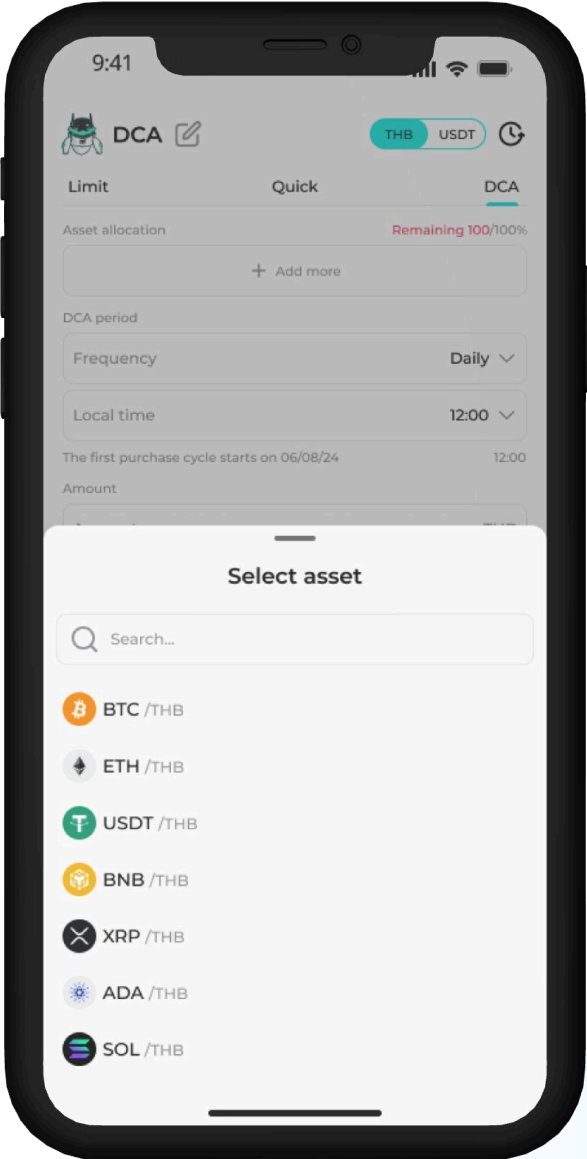 9:41
DCA
THB USDT
Limit Quick DCA
Asset allocation Remaining 100/100%
+ Add more
DCA period
Frequency Daily
Local time 12:00
The first purchase cycle starts on 06/08/24 12:00
Amount
Select asset
Search...
BTC /THB
ETH /THB
USDT /THB
BNB /THB
XRP /THB
ADA /THB
SOL /THB